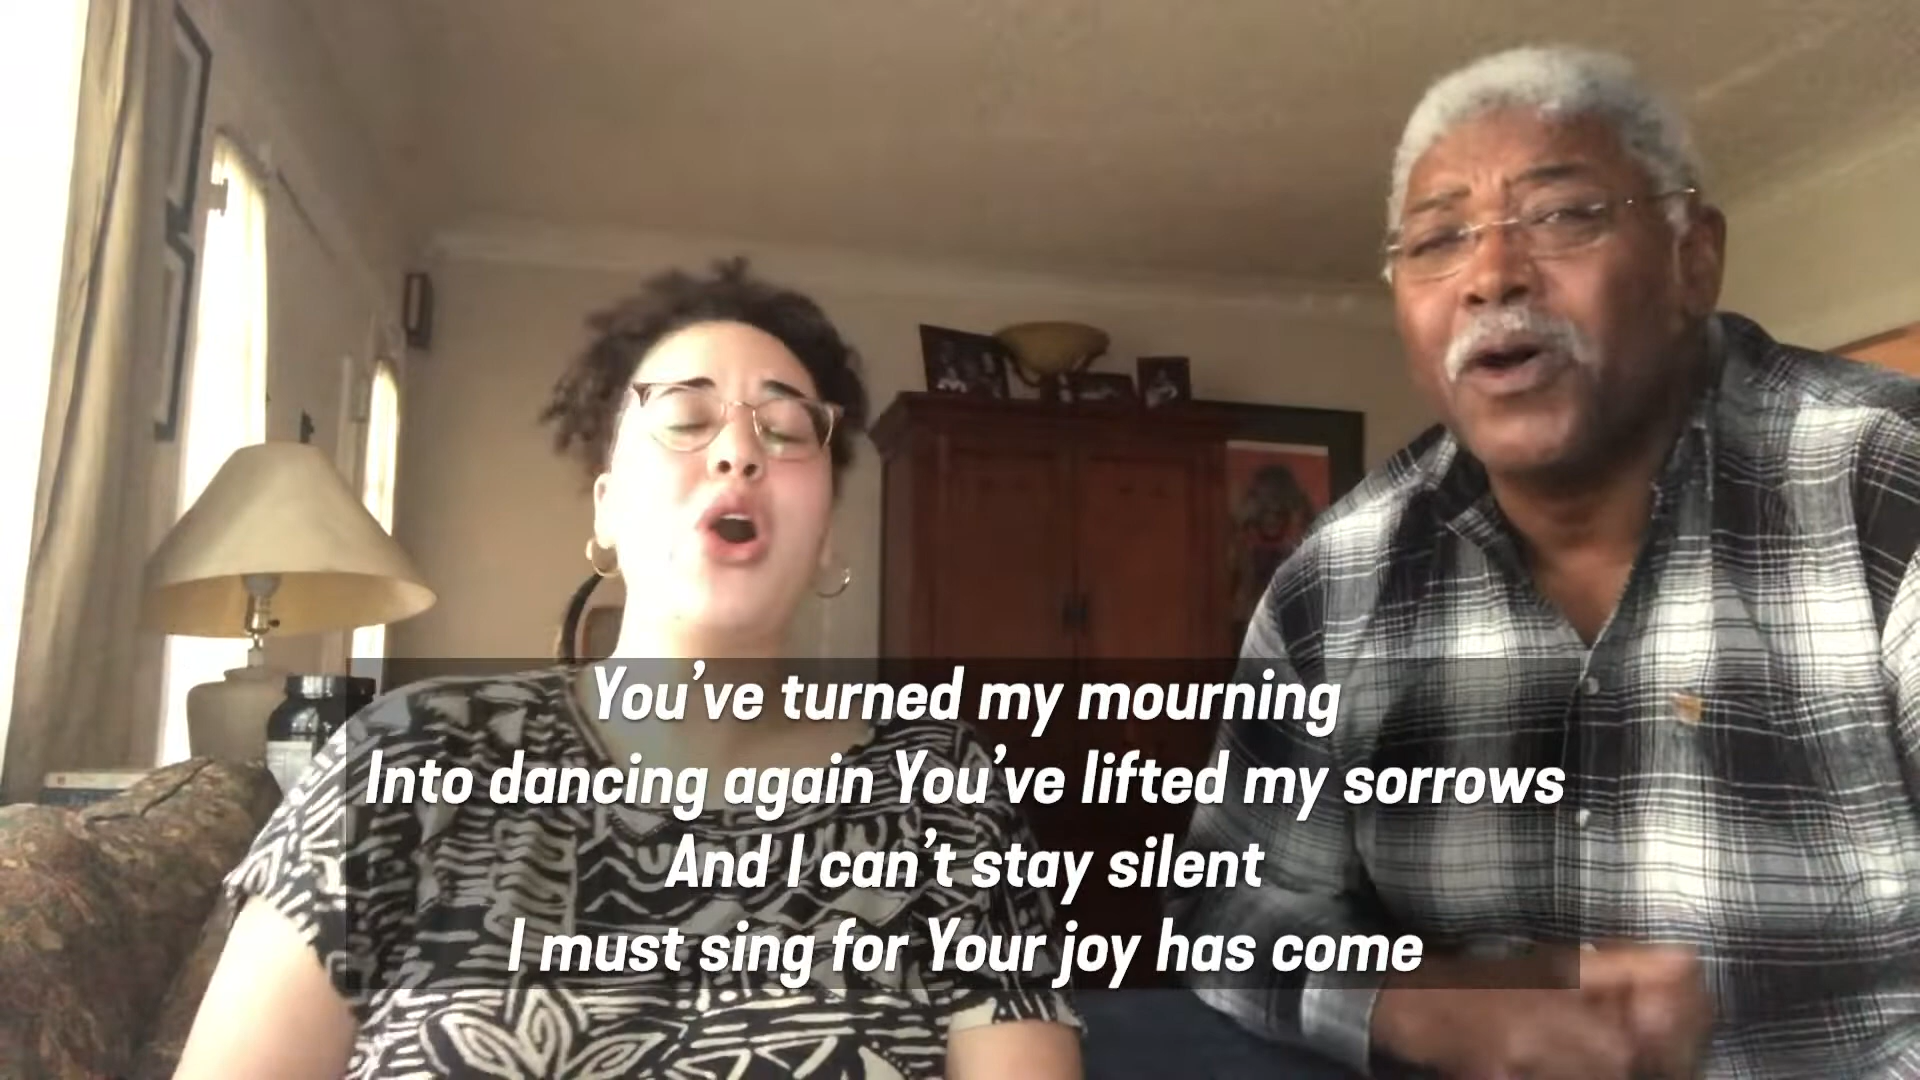 You’ve turned my mourning
Into dancing again You’ve lifted my sorrows
And I can’t stay silent
I must sing for Your joy has come